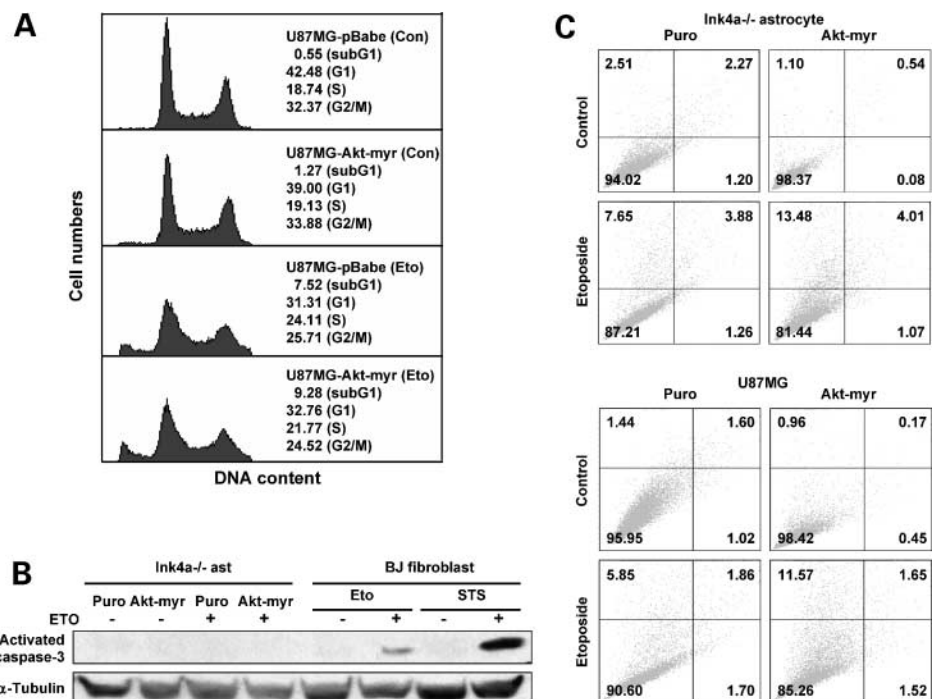 A
U87MG-pBabe (Con)
0.55 (subG1)
42.48 (G1)
18.74 (S)
32.37 (G2/M)
U87MG-Akt-myr (Con)
1.27 (subG1)
39.00 (G1)
19.13 (S)
33.88 (G2/M)
U87MG-pBabe (Eto)
7.52 (subG1)
31.31 (G1)
24.11 (S)
25.71 (G2/M)
U87MG-Akt-myr (Eto)
9.28 (subG1)
32.76 (G1)
21.77 (S)
24.52 (G2/M)
Cell numbers
DNA content
B
Ink4a-/- ast BJ fibroblast
Puro Akt-myr Puro Akt-myr Eto STS
ETO - - + + - + - +
Activated
caspase-3
α-Tubulin
C
Ink4a-/- astrocyte
Puro Akt-myr
Control
2.51 2.27 1.10 0.54
94.02 1.20 98.37 0.08
Etoposide
7.65 3.88 13.48 4.01
87.21 1.26 81.44 1.07
U87MG
Puro Akt-myr
Control
1.44 1.60 0.96 0.17
95.95 1.02 98.42 0.45
Etoposide
5.85 1.86 11.57 1.65
90.60 1.70 85.26 1.52